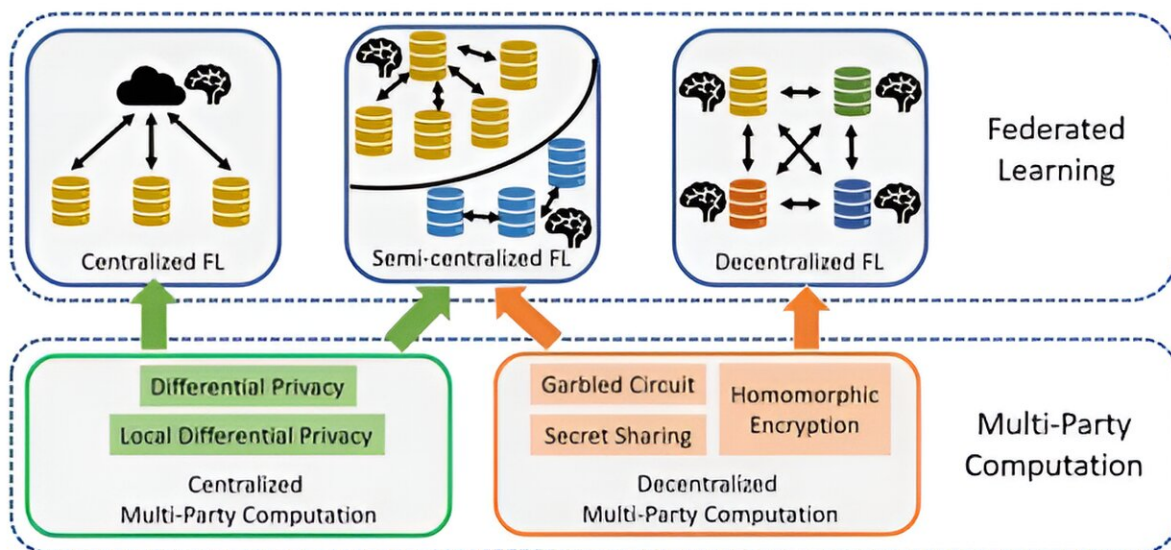 Centralized FL
Semi-centralized FL
Decentralized FL
Federated
Learning
Differential Privacy
Local Differential Privacy
Centralized
Multi-Party Computation
Garbled Circuit
Secret Sharing
Homomorphic
Encryption
Decentralized
Multi-Party Computation
Multi-Party
Computation